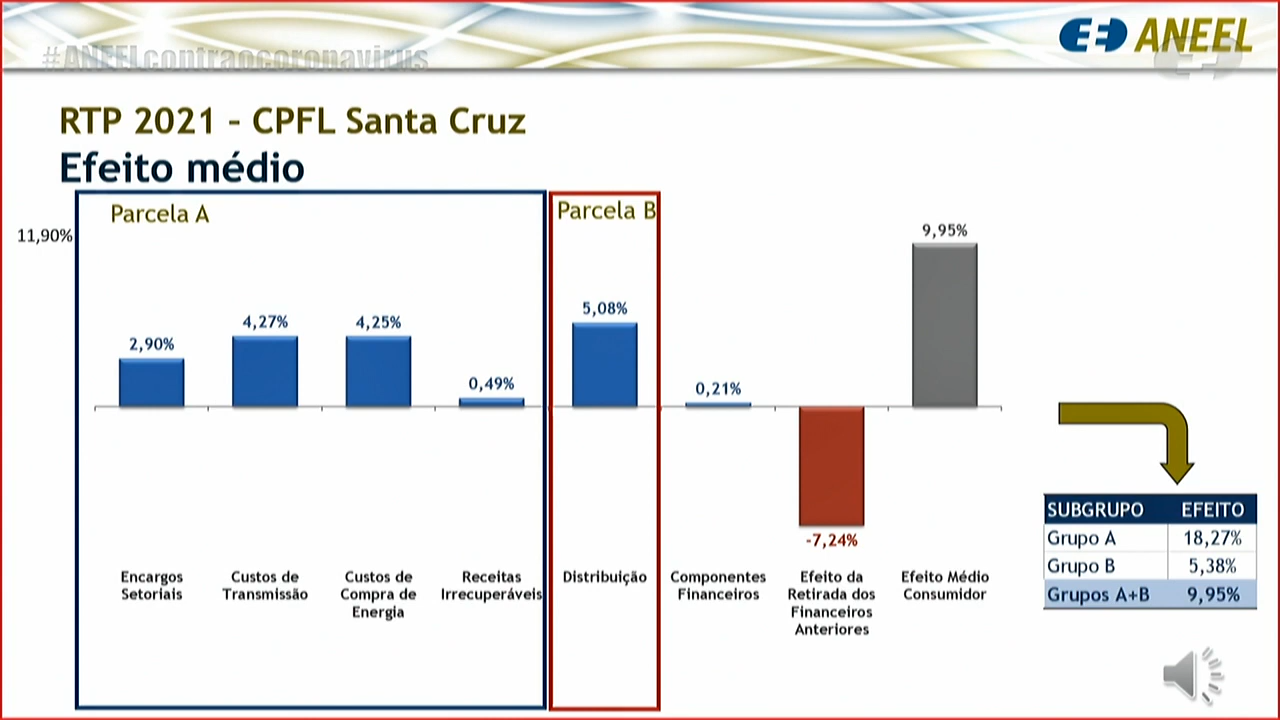 #ANEELcontraocoronavirus
ANEEL
RTP 2021 - CPFL Santa Cruz
Efeito médio
Parcela A
Parcela B
11,90%
2,90%
4,27%
4,25%
0,49%
5,08%
0,21%
-7,24%
9,95%
Encargos
Setoriais
Custos de
Transmissão
Custos de
Compra de
Energia
Receitas
Irrecuperáveis
Distribuição
Componentes
Financeiros
Efeito da
Retirada dos
Financeiros
Anteriores
Efeito Médio
Consumidor
SUBGRUPO EFEITO
Grupo A 18,27%
Grupo B 5,38%
Grupos A+B 9,95%